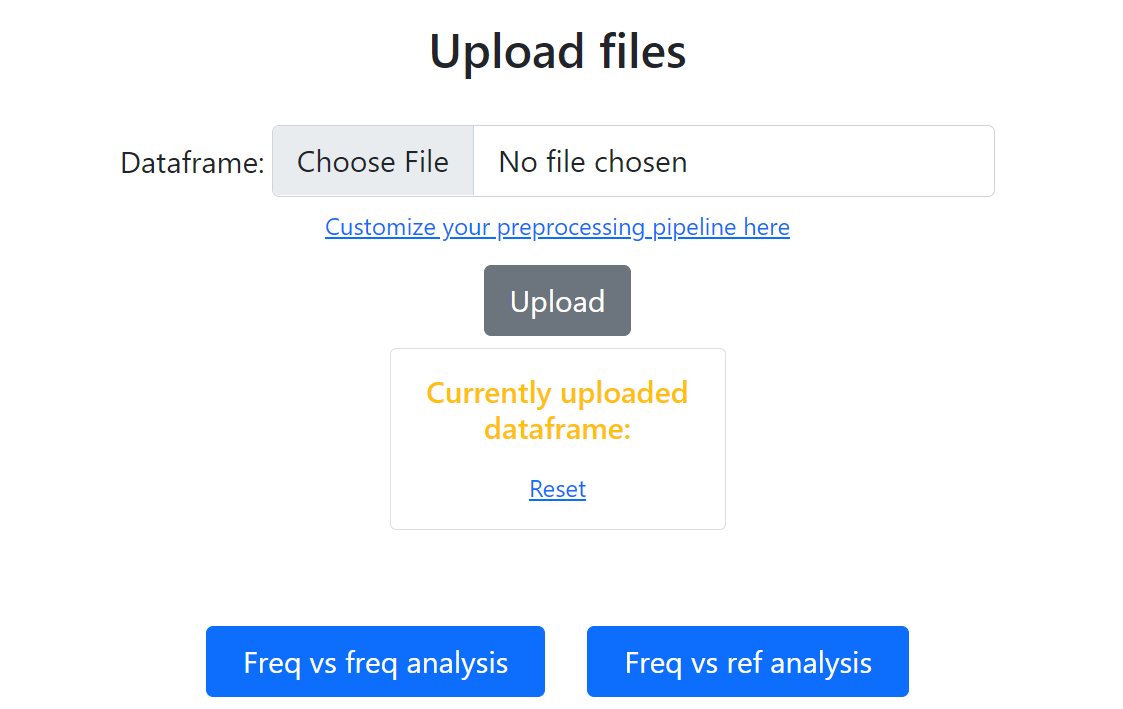 Upload files
Dataframe: Choose File No file chosen
Customize your preprocessing pipeline here
Upload
Currently uploaded
dataframe:
Reset
Freq vs freq analysis Freq vs ref analysis